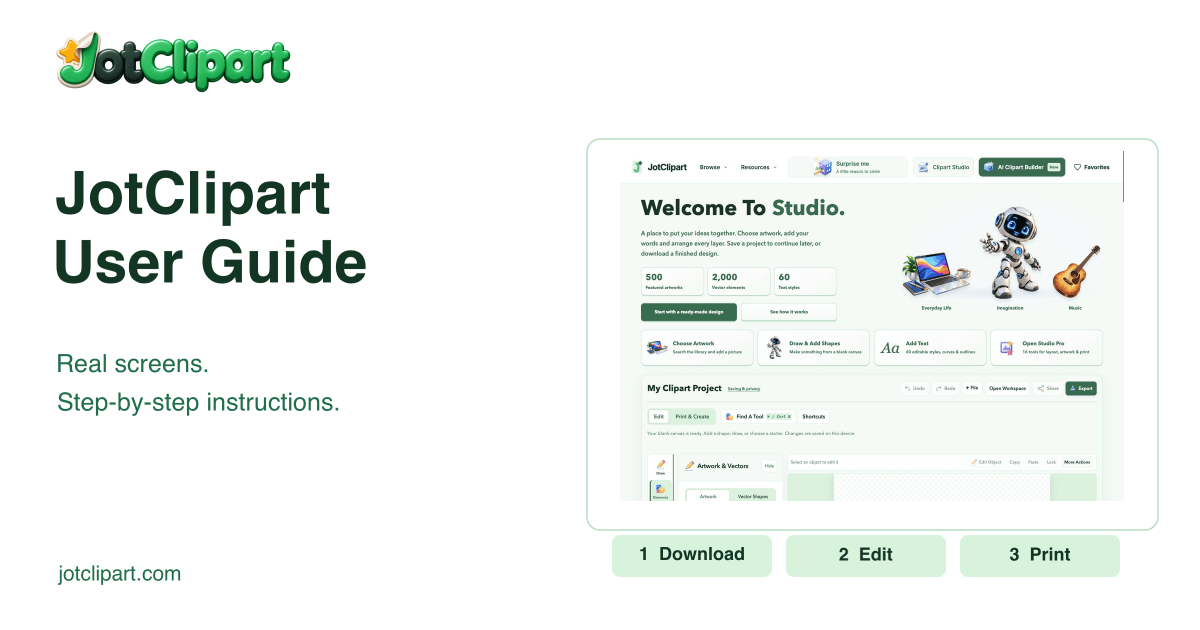 JotClipart
JotClipart
User Guide
Real screens.
Step-by-step instructions.
jotclipart.com
JotClipart
Browse
Resources
Surprise me
A little reason to smile
Clipart Studio
AI Clipart Builder
New
Favorites
Welcome To Studio.
A place to put your ideas together. Choose artwork, add your
words and arrange every layer. Save a project to continue later, or
download a finished design.
500
Featured artworks
2,000
Vector elements
60
Text styles
Start with a ready-made design
See how it works
Everyday Life
Imagination
Music
Choose Artwork
Search the library and add a picture
Draw & Add Shapes
Make something from a blank canvas
Aa
Add Text
60 editable styles, curves & outlines
Open Studio Pro
16 tools for layout, artwork & print
My Clipart Project
Saving & privacy
Undo
Redo
File
Open Workspace
Share
Export
Edit
Print & Create
Find A Tool
⌘ / Ctrl K
Shortcuts
Your blank canvas is ready. Add a shape, draw, or choose a starter. Changes are saved on this device.
Draw
Elements
Artwork & Vectors
Hide
Artwork
Vector Shapes
Select an object to edit it
Edit Object
Copy
Paste
Lock
More Actions
1 Download
2 Edit
3 Print